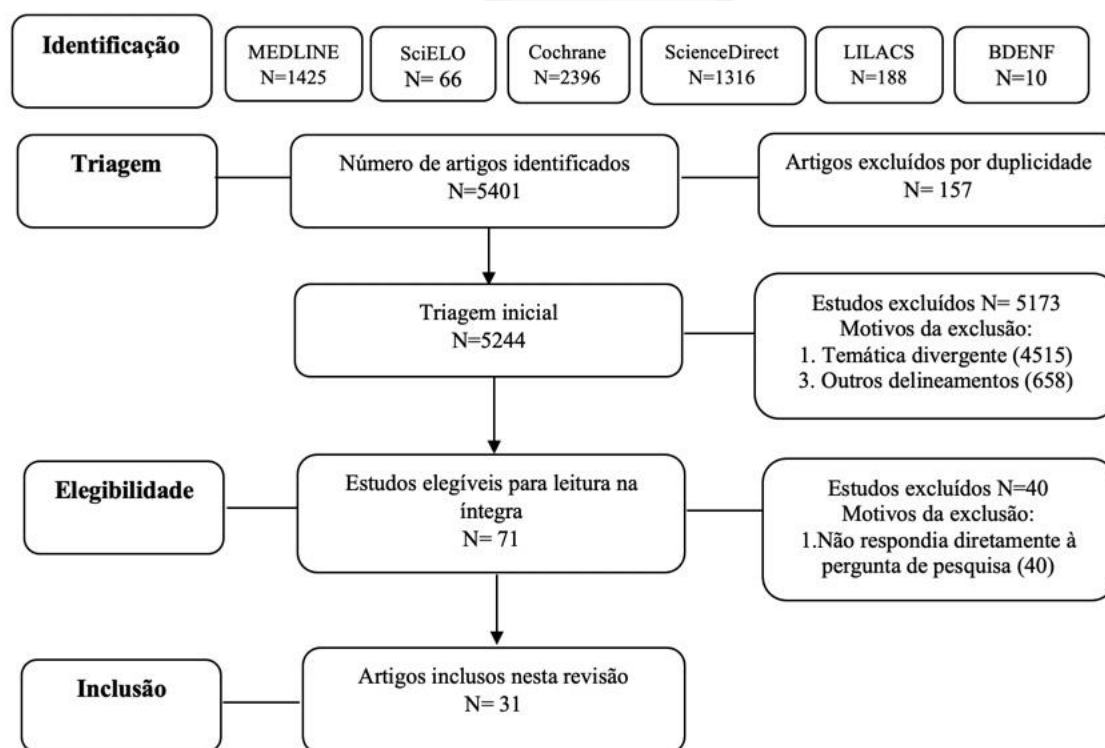 Identificação
MEDLINE
N=1425
SciELO
N= 66
Cochrane
N=2396
ScienceDirect
N=1316
LILACS
N=188
BDENF
N=10
Triagem
Número de artigos identificados
N=5401
Artigos excluídos por duplicidade
N= 157
Triagem inicial
N=5244
Estudos excluídos N= 5173
Motivos da exclusão:
1. Temática divergente (4515)
3. Outros delineamentos (658)
Elegibilidade
Estudos elegíveis para leitura na
íntegra
N= 71
Estudos excluídos N=40
Motivos da exclusão:
1.Não respondia diretamente à
pergunta de pesquisa (40)
Inclusão
Artigos inclusos nesta revisão
N= 31